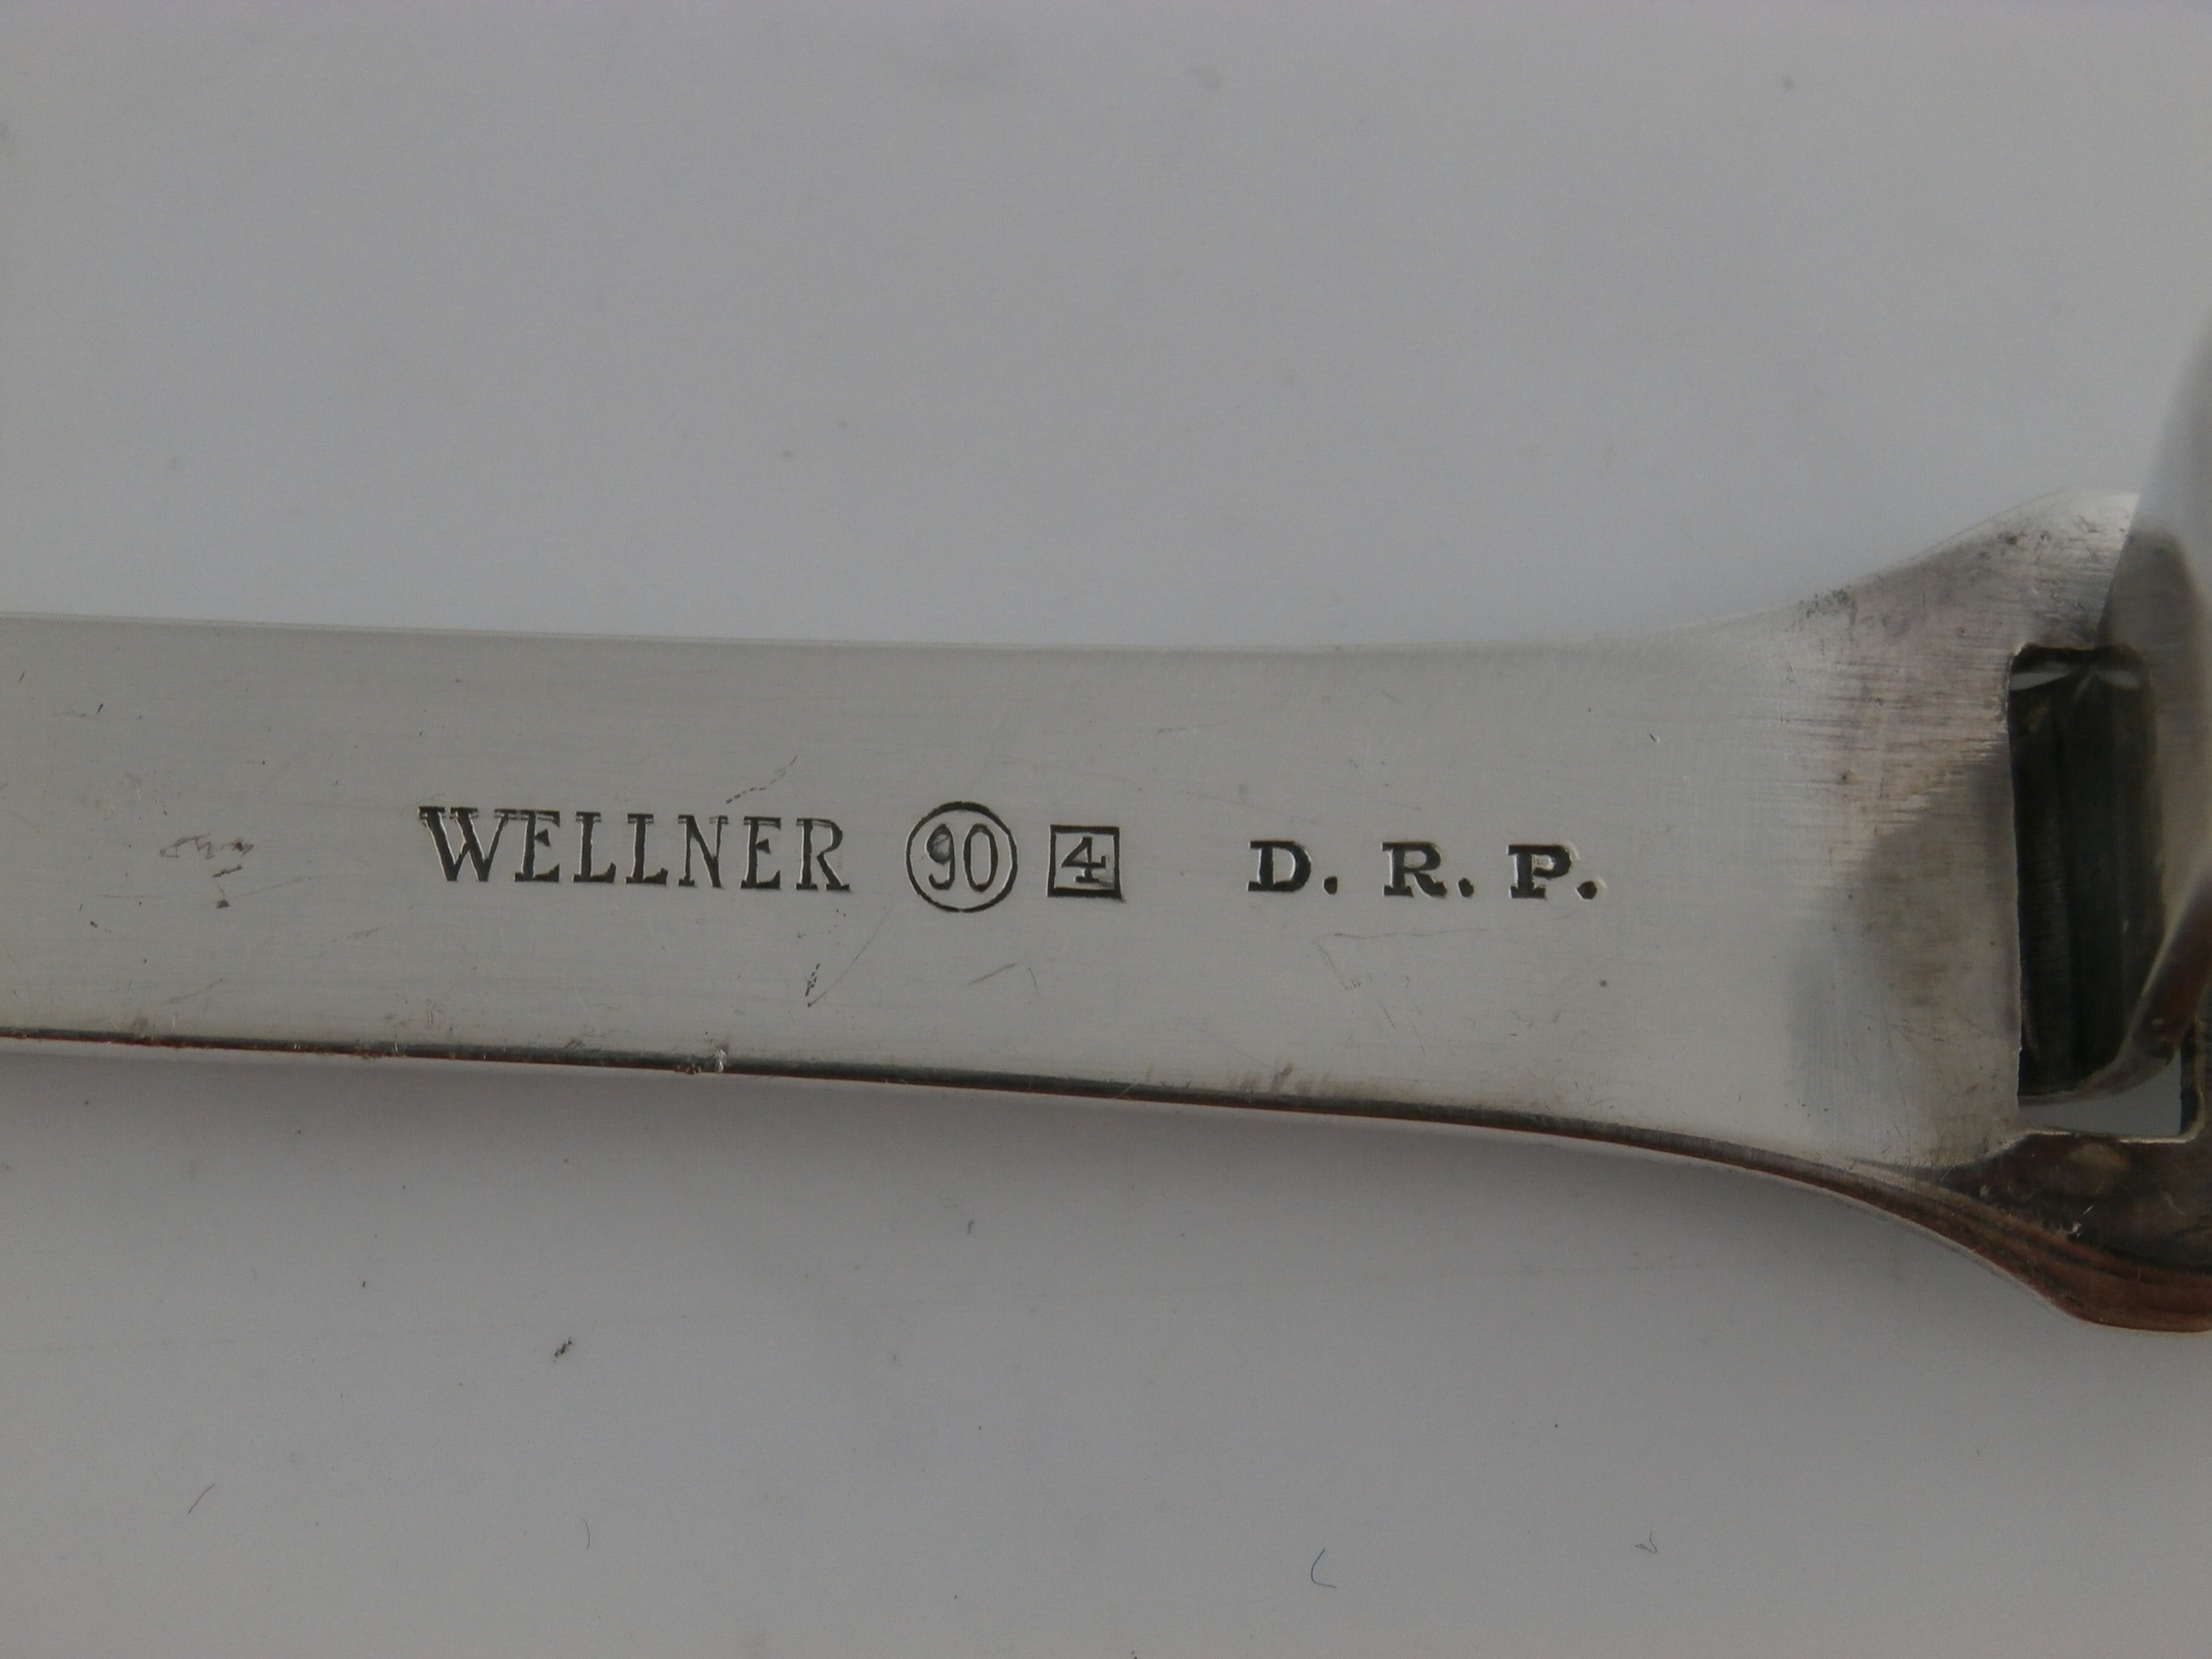 WELLNER 90 4 D. R. P.